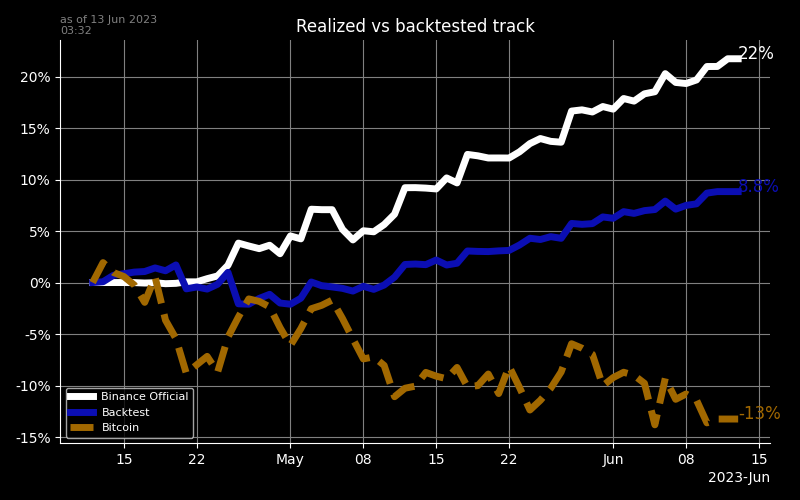 as of 13 Jun 2023
03:32
Realized vs backtested track
22%
20%
15%
10%
8.8%
5%
0%
-5%
-10%
-13%
-15%
Binance Official
Backtest
Bitcoin
15
22
May
08
15
22
Jun
08
15
2023-Jun